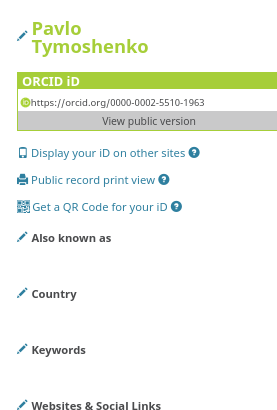 Pavlo
Tymoshenko
ORCID iD
iD https://orcid.org/0000-0002-5510-1963
View public version
Display your iD on other sites ?
Public record print view ?
Get a QR Code for your iD ?
Also known as
Country
Keywords
Websites & Social Links